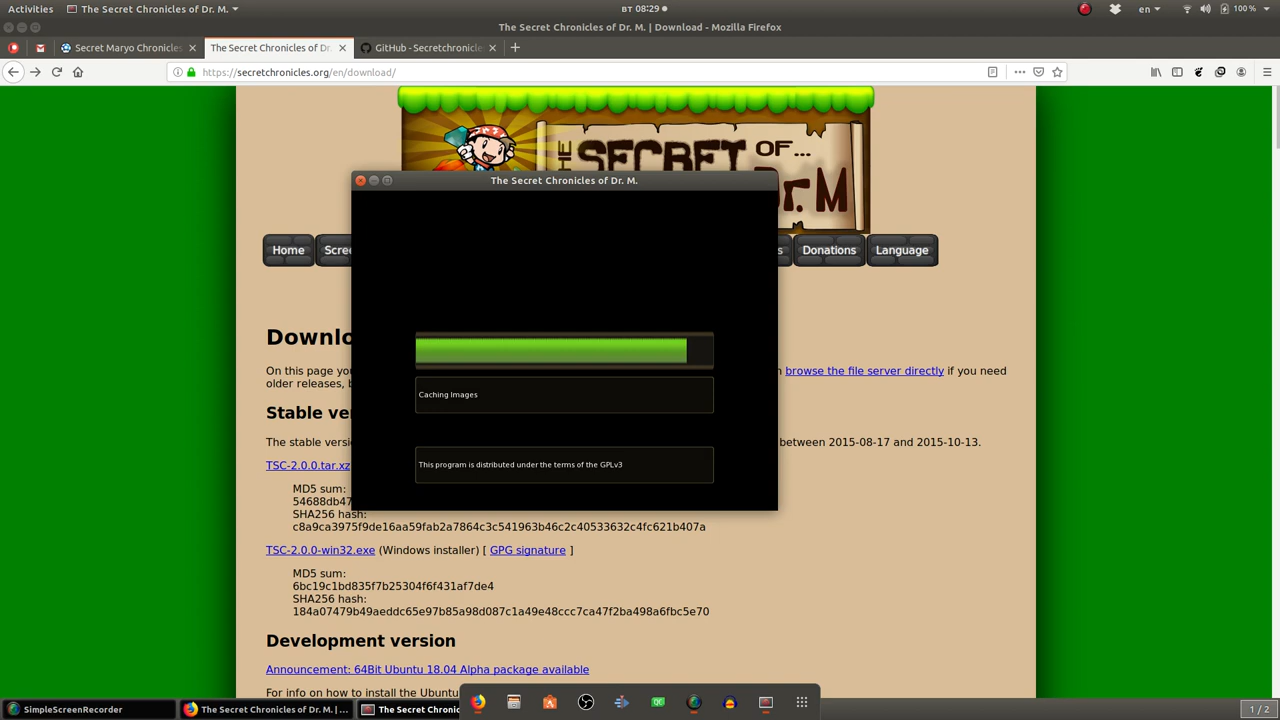 Activities The Secret Chronicles of Dr. M. вт 08:29 en 100 %
The Secret Chronicles of Dr. M. | Download - Mozilla Firefox
Secret Maryo Chronicles The Secret Chronicles of Dr. GitHub - Secretchronicle
https://secretchronicles.org/en/download/
THE SECRET OF...
Dr. M
The Secret Chronicles of Dr. M.
Home Scree s Donations Language
Downlo
On this page yo n browse the file server directly if you need
older releases, b
Caching Images
Stable ve
The stable versi between 2015-08-17 and 2015-10-13.
TSC-2.0.0.tar.xz
This program is distributed under the terms of the GPLv3
MD5 sum:
54688db47
SHA256 hash:
c8a9ca3975f9de16aa59fab2a7864c3c541963b46c2c40533632c4fc621b407a
TSC-2.0.0-win32.exe (Windows installer) [ GPG signature ]
MD5 sum:
6bc19c1bd835f7b25304f6f431af7de4
SHA256 hash:
184a07479b49aeddc65e97b85a98d087c1a49e48ccc7ca47f2ba498a6fbc5e70
Development version
Announcement: 64Bit Ubuntu 18.04 Alpha package available
For info on how to install the Ubuntu
SimpleScreenRecorder The Secret Chronicles of Dr. M. | ... The Secret Chronic 1 / 2